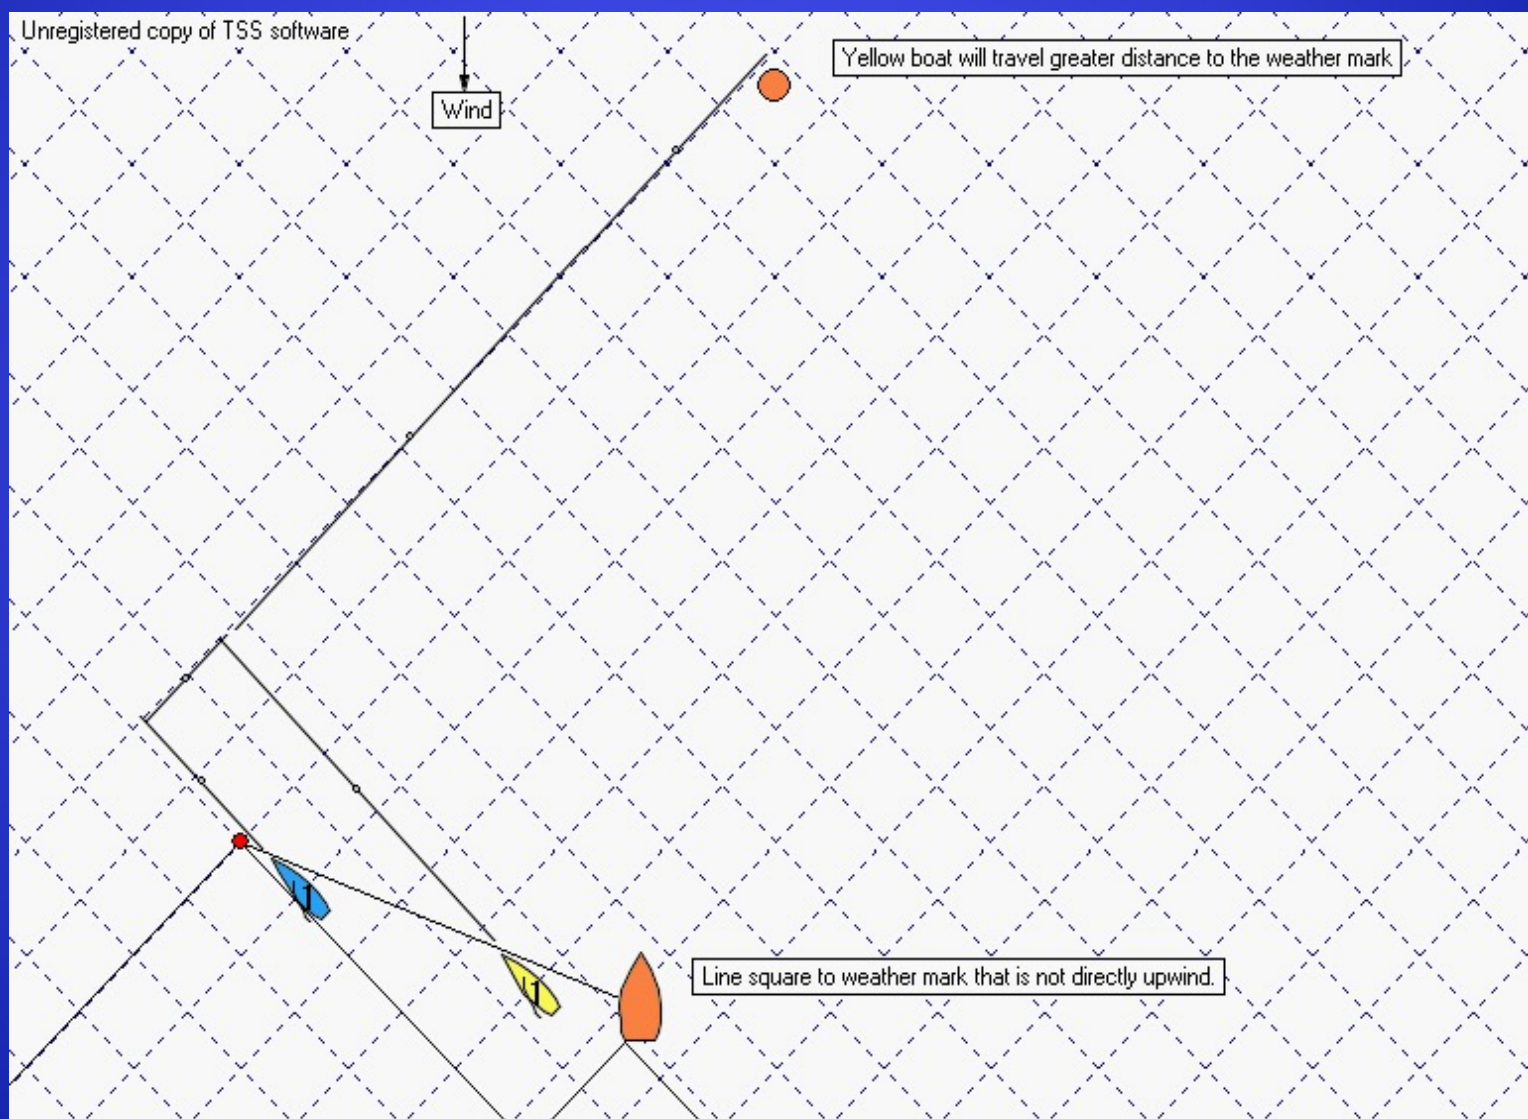 Unregistered copy of TSS software
Yellow boat will travel greater distance to the weather mark
Wind
1
1
Line square to weather mark that is not directly upwind.